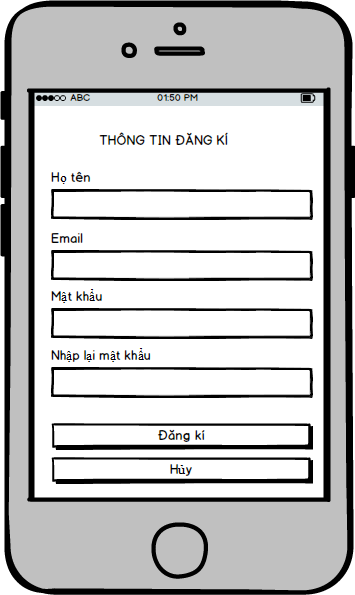 ABC 01:50 PM
THÔNG TIN ĐĂNG KÍ
Họ tên
Email
Mật khẩu
Nhập lại mật khẩu
Đăng kí
Hủy